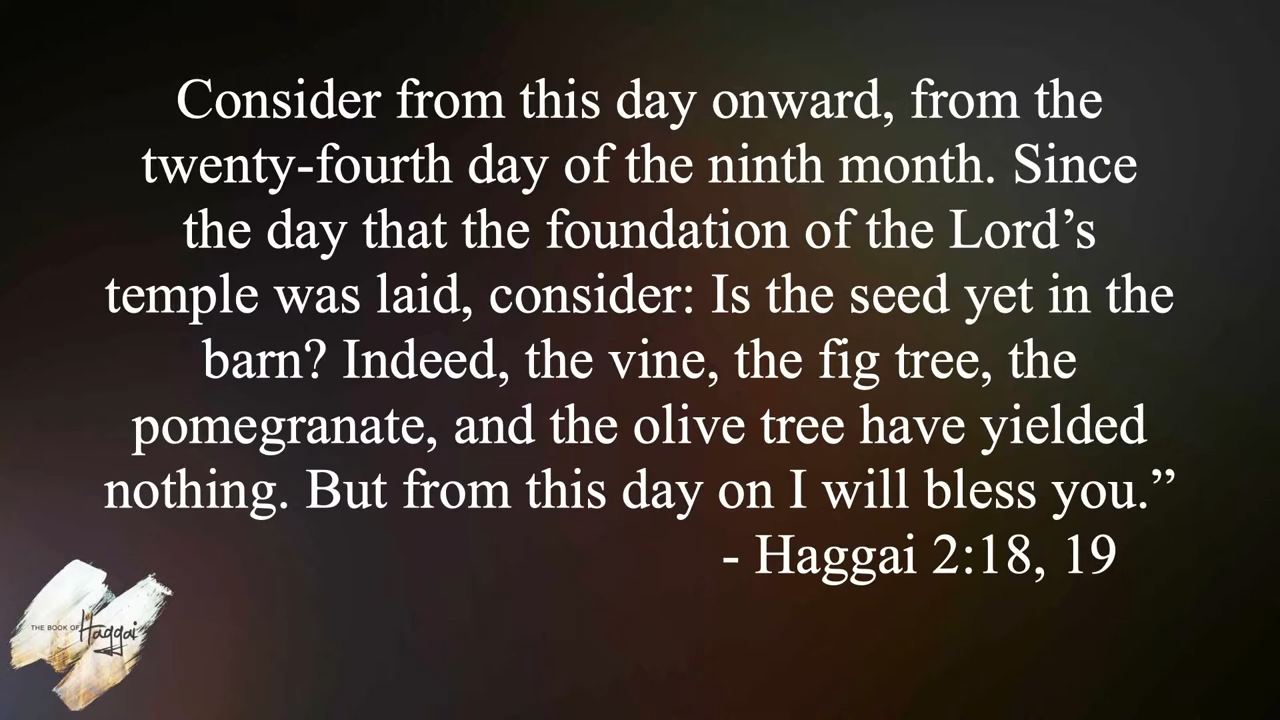 Consider from this day onward, from the
twenty-fourth day of the ninth month. Since
the day that the foundation of the Lord’s
temple was laid, consider: Is the seed yet in the
barn? Indeed, the vine, the fig tree, the
pomegranate, and the olive tree have yielded
nothing. But from this day on I will bless you.”
- Haggai 2:18, 19
THE BOOK OF Haggai